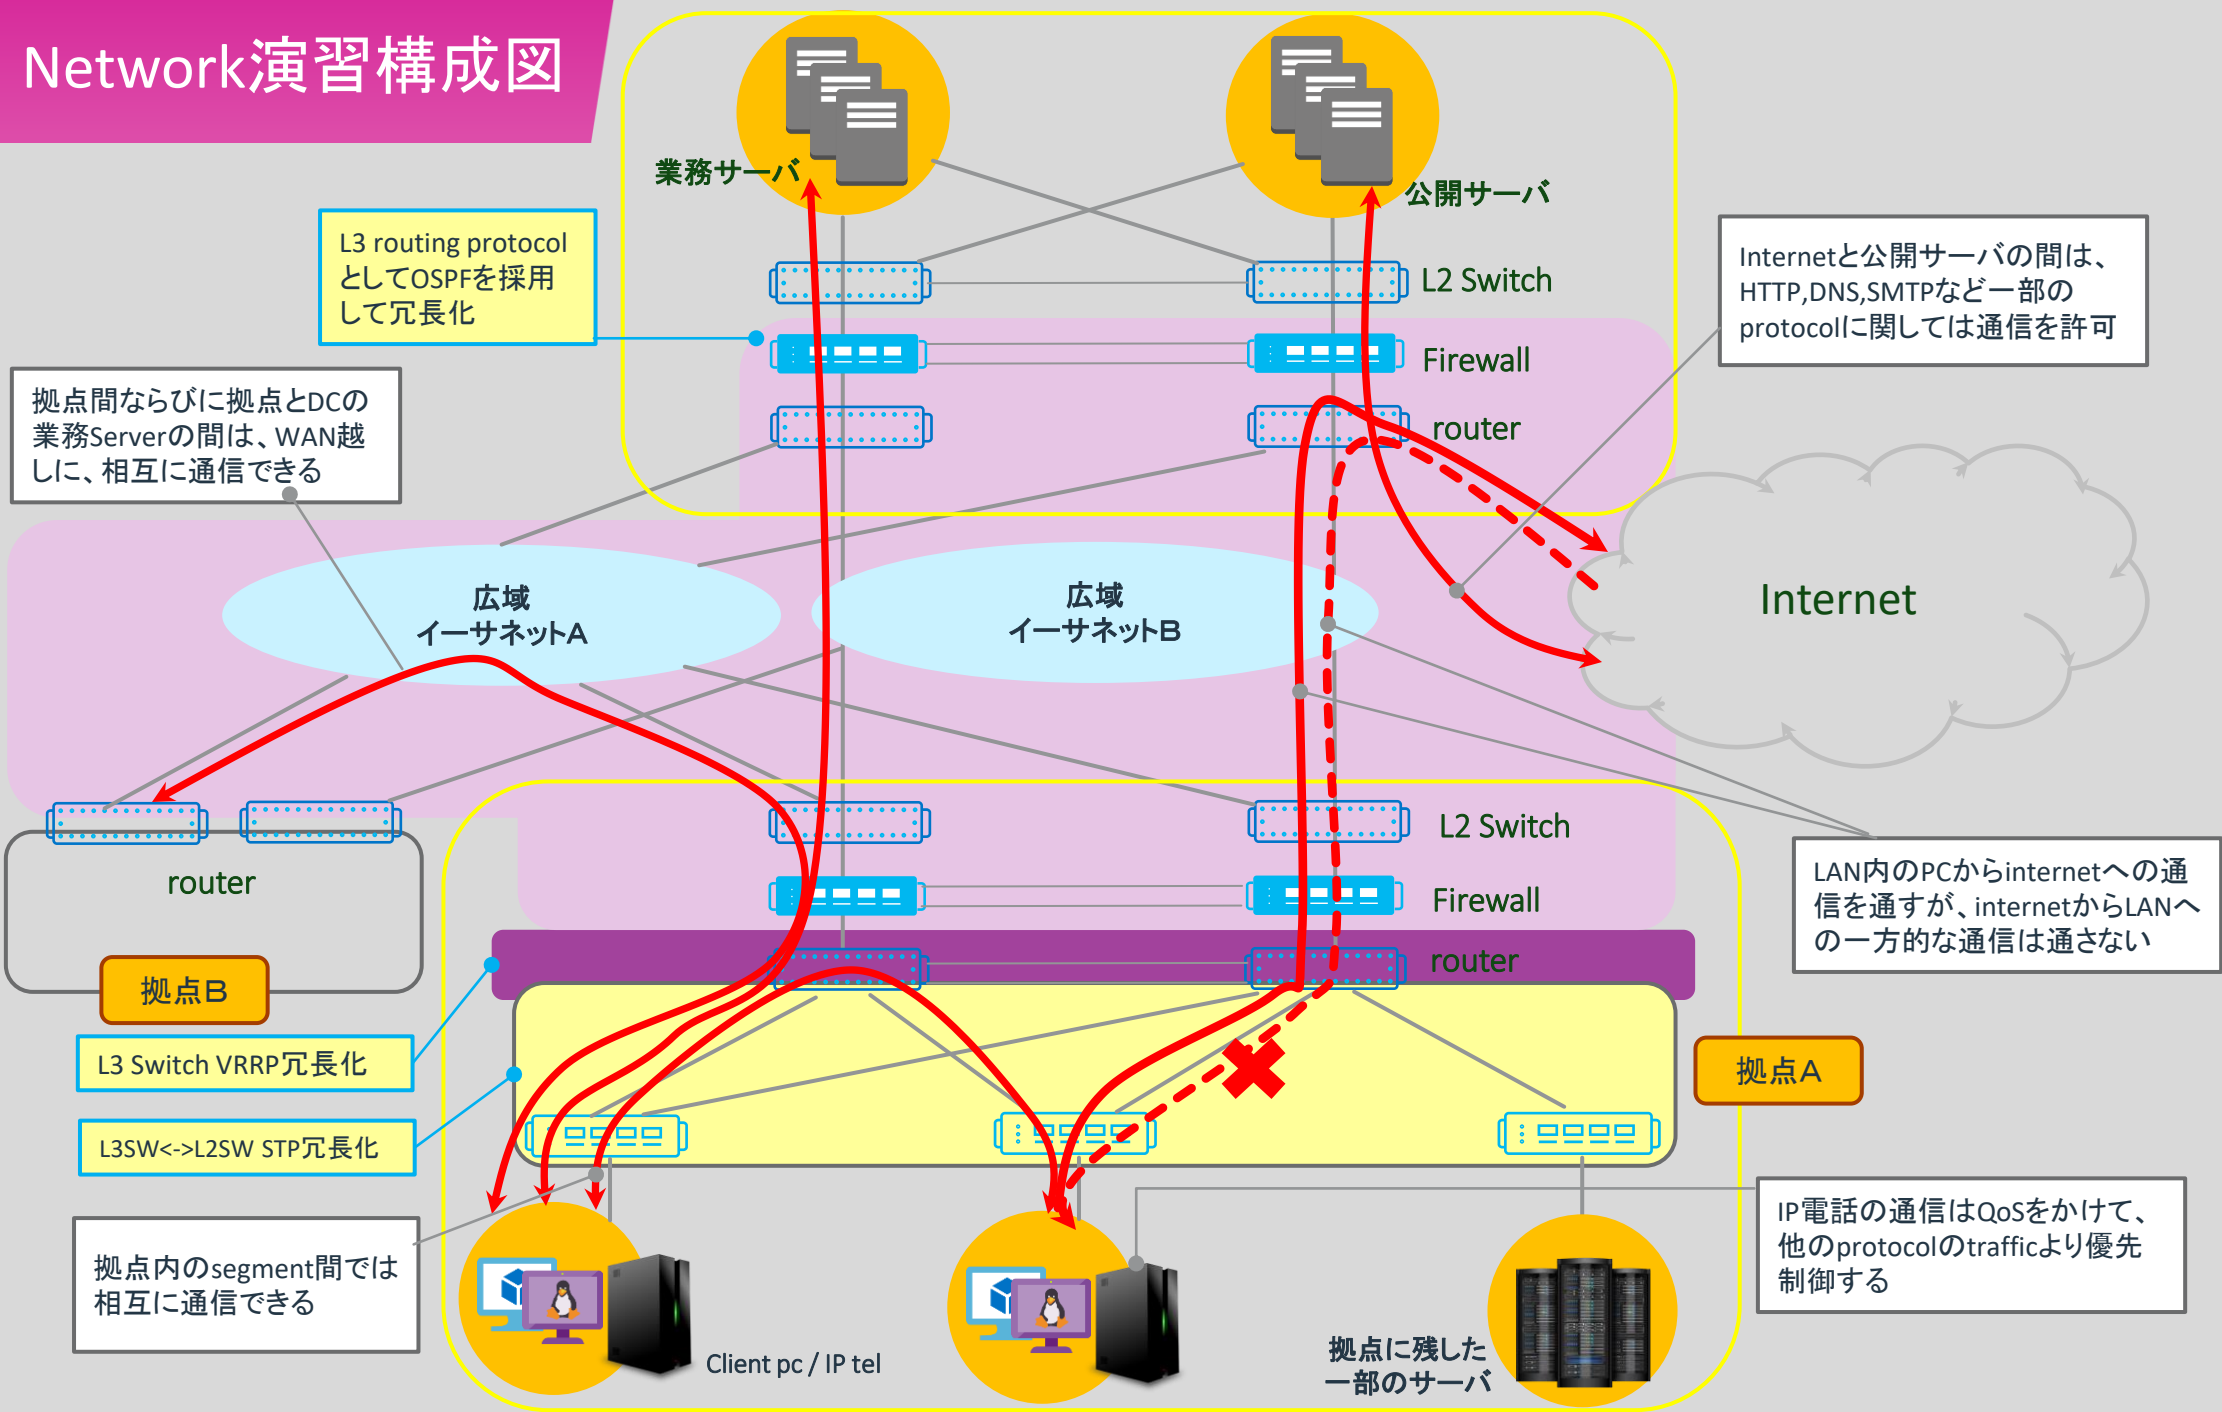 Network演習構成図
業務サーバ
公開サーバ
L3 routing protocol
としてOSPFを採用
して冗長化
L2 Switch
Internetと公開サーバの間は、
HTTP,DNS,SMTPなど一部の
protocolに関しては通信を許可
Firewall
拠点間ならびに拠点とDCの
業務Serverの間は、WAN越
しに、相互に通信できる
router
広域
イーサネットA
広域
イーサネットB
Internet
L2 Switch
router
Firewall
LAN内のPCからinternetへの通
信を通すが、internetからLANへ
の一方的な通信は通さない
router
拠点B
L3 Switch VRRP冗長化
拠点A
L3SW<->L2SW STP冗長化
拠点内のsegment間では
相互に通信できる
IP電話の通信はQoSをかけて、
他のprotocolのtrafficより優先
制御する
Client pc / IP tel
拠点に残した
一部のサーバ